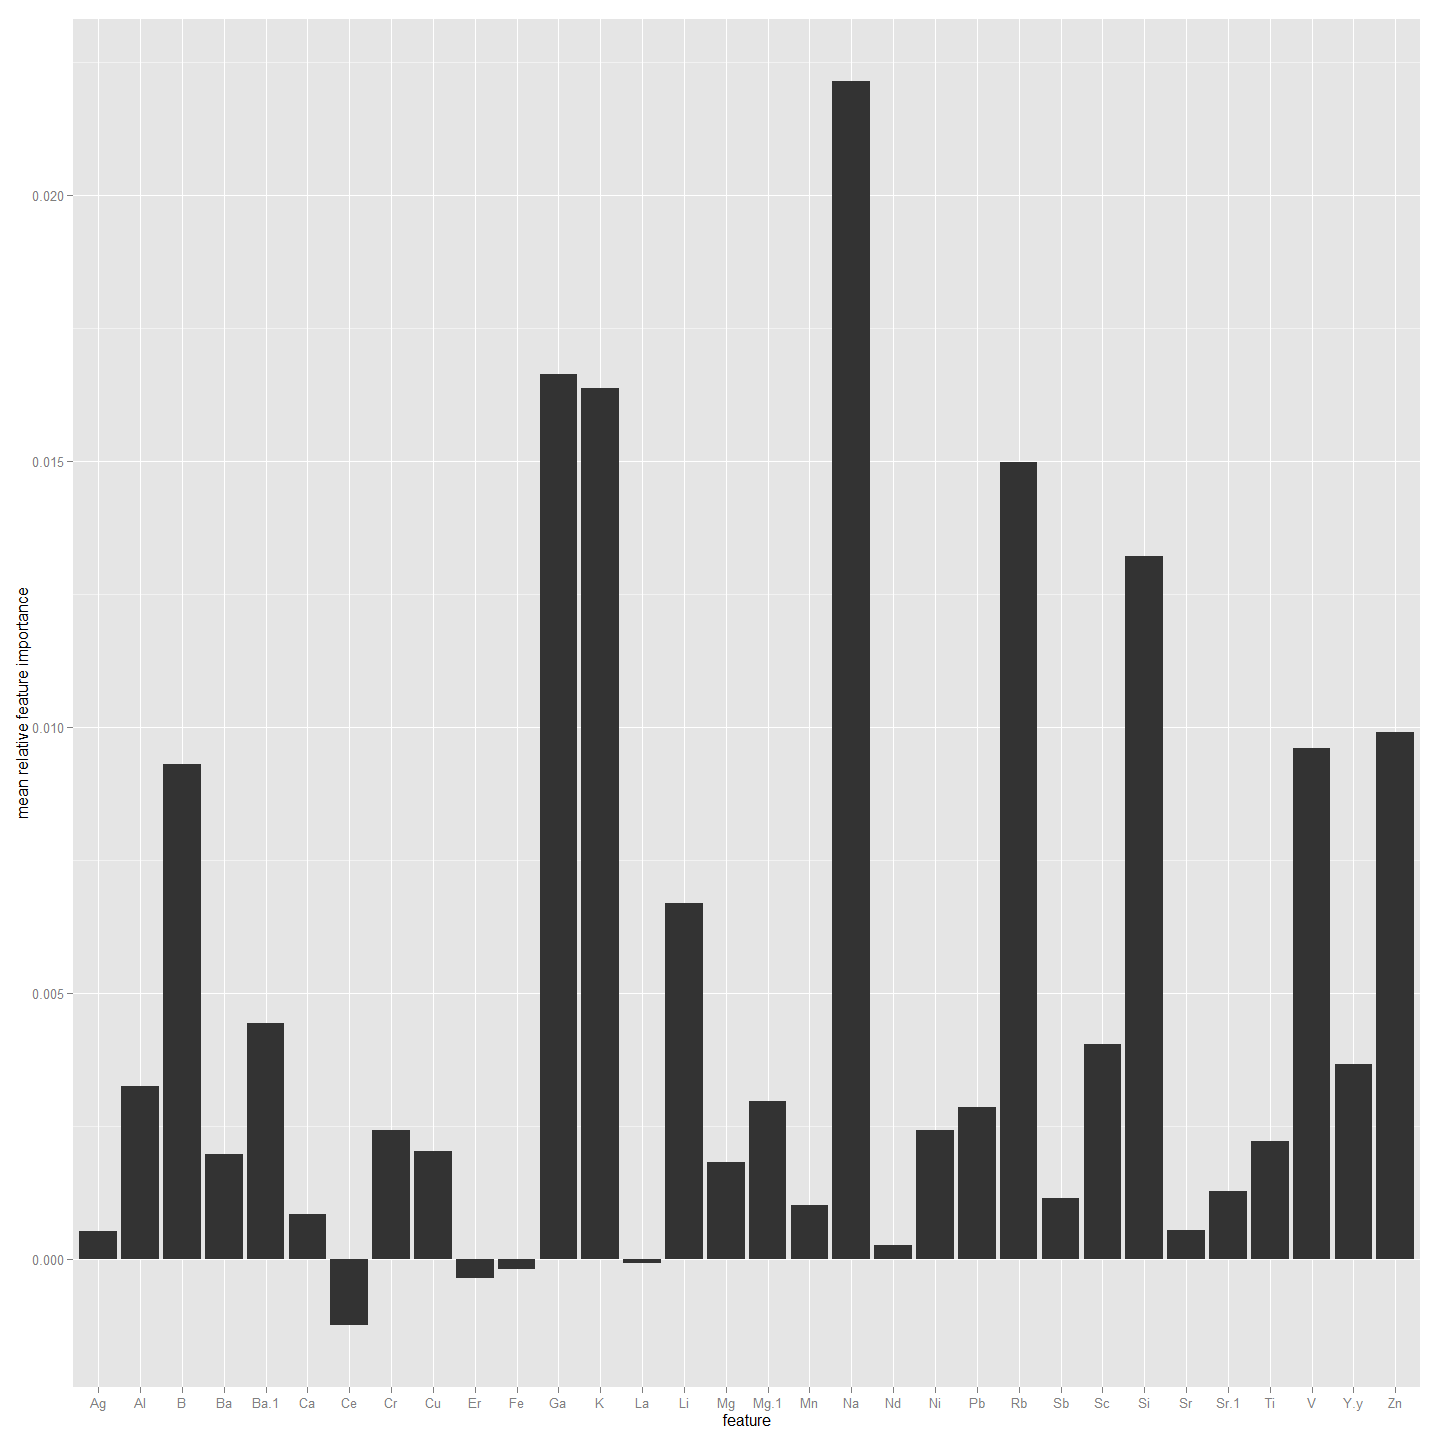 mean relative feature importance
0.020
0.015
0.010
0.005
0.000
Ag Al B Ba Ba.1 Ca Ce Cr Cu Er Fe Ga K La Li Mg Mg.1 Mn Na Nd Ni Pb Rb Sb Sc Si Sr Sr.1 Ti V Y.y Zn
feature